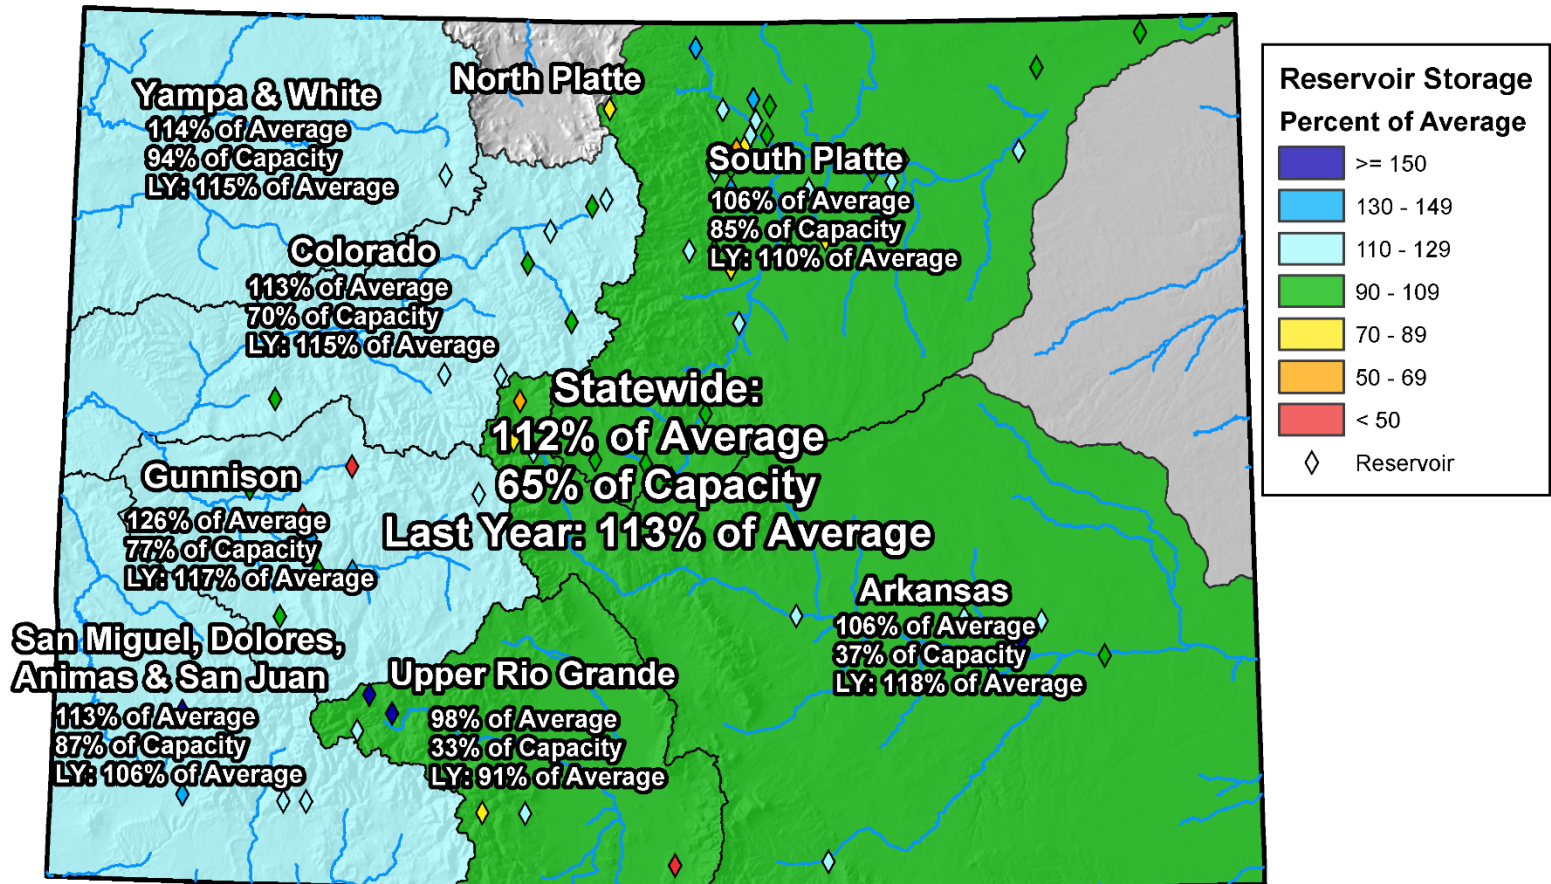 North Platte
Yampa & White
114% of Average
94% of Capacity
LY: 115% of Average
South Platte
106% of Average
85% of Capacity
LY: 110% of Average
Colorado
113% of Average
70% of Capacity
LY: 115% of Average
Statewide:
112% of Average
65% of Capacity
Last Year: 113% of Average
Gunnison
126% of Average
77% of Capacity
LY: 117% of Average
Arkansas
106% of Average
37% of Capacity
LY: 118% of Average
San Miguel, Dolores,
Animas & San Juan
113% of Average
87% of Capacity
LY: 106% of Average
Upper Rio Grande
98% of Average
33% of Capacity
LY: 91% of Average
Reservoir Storage
Percent of Average
>= 150
130 - 149
110 - 129
90 - 109
70 - 89
50 - 69
< 50
Reservoir